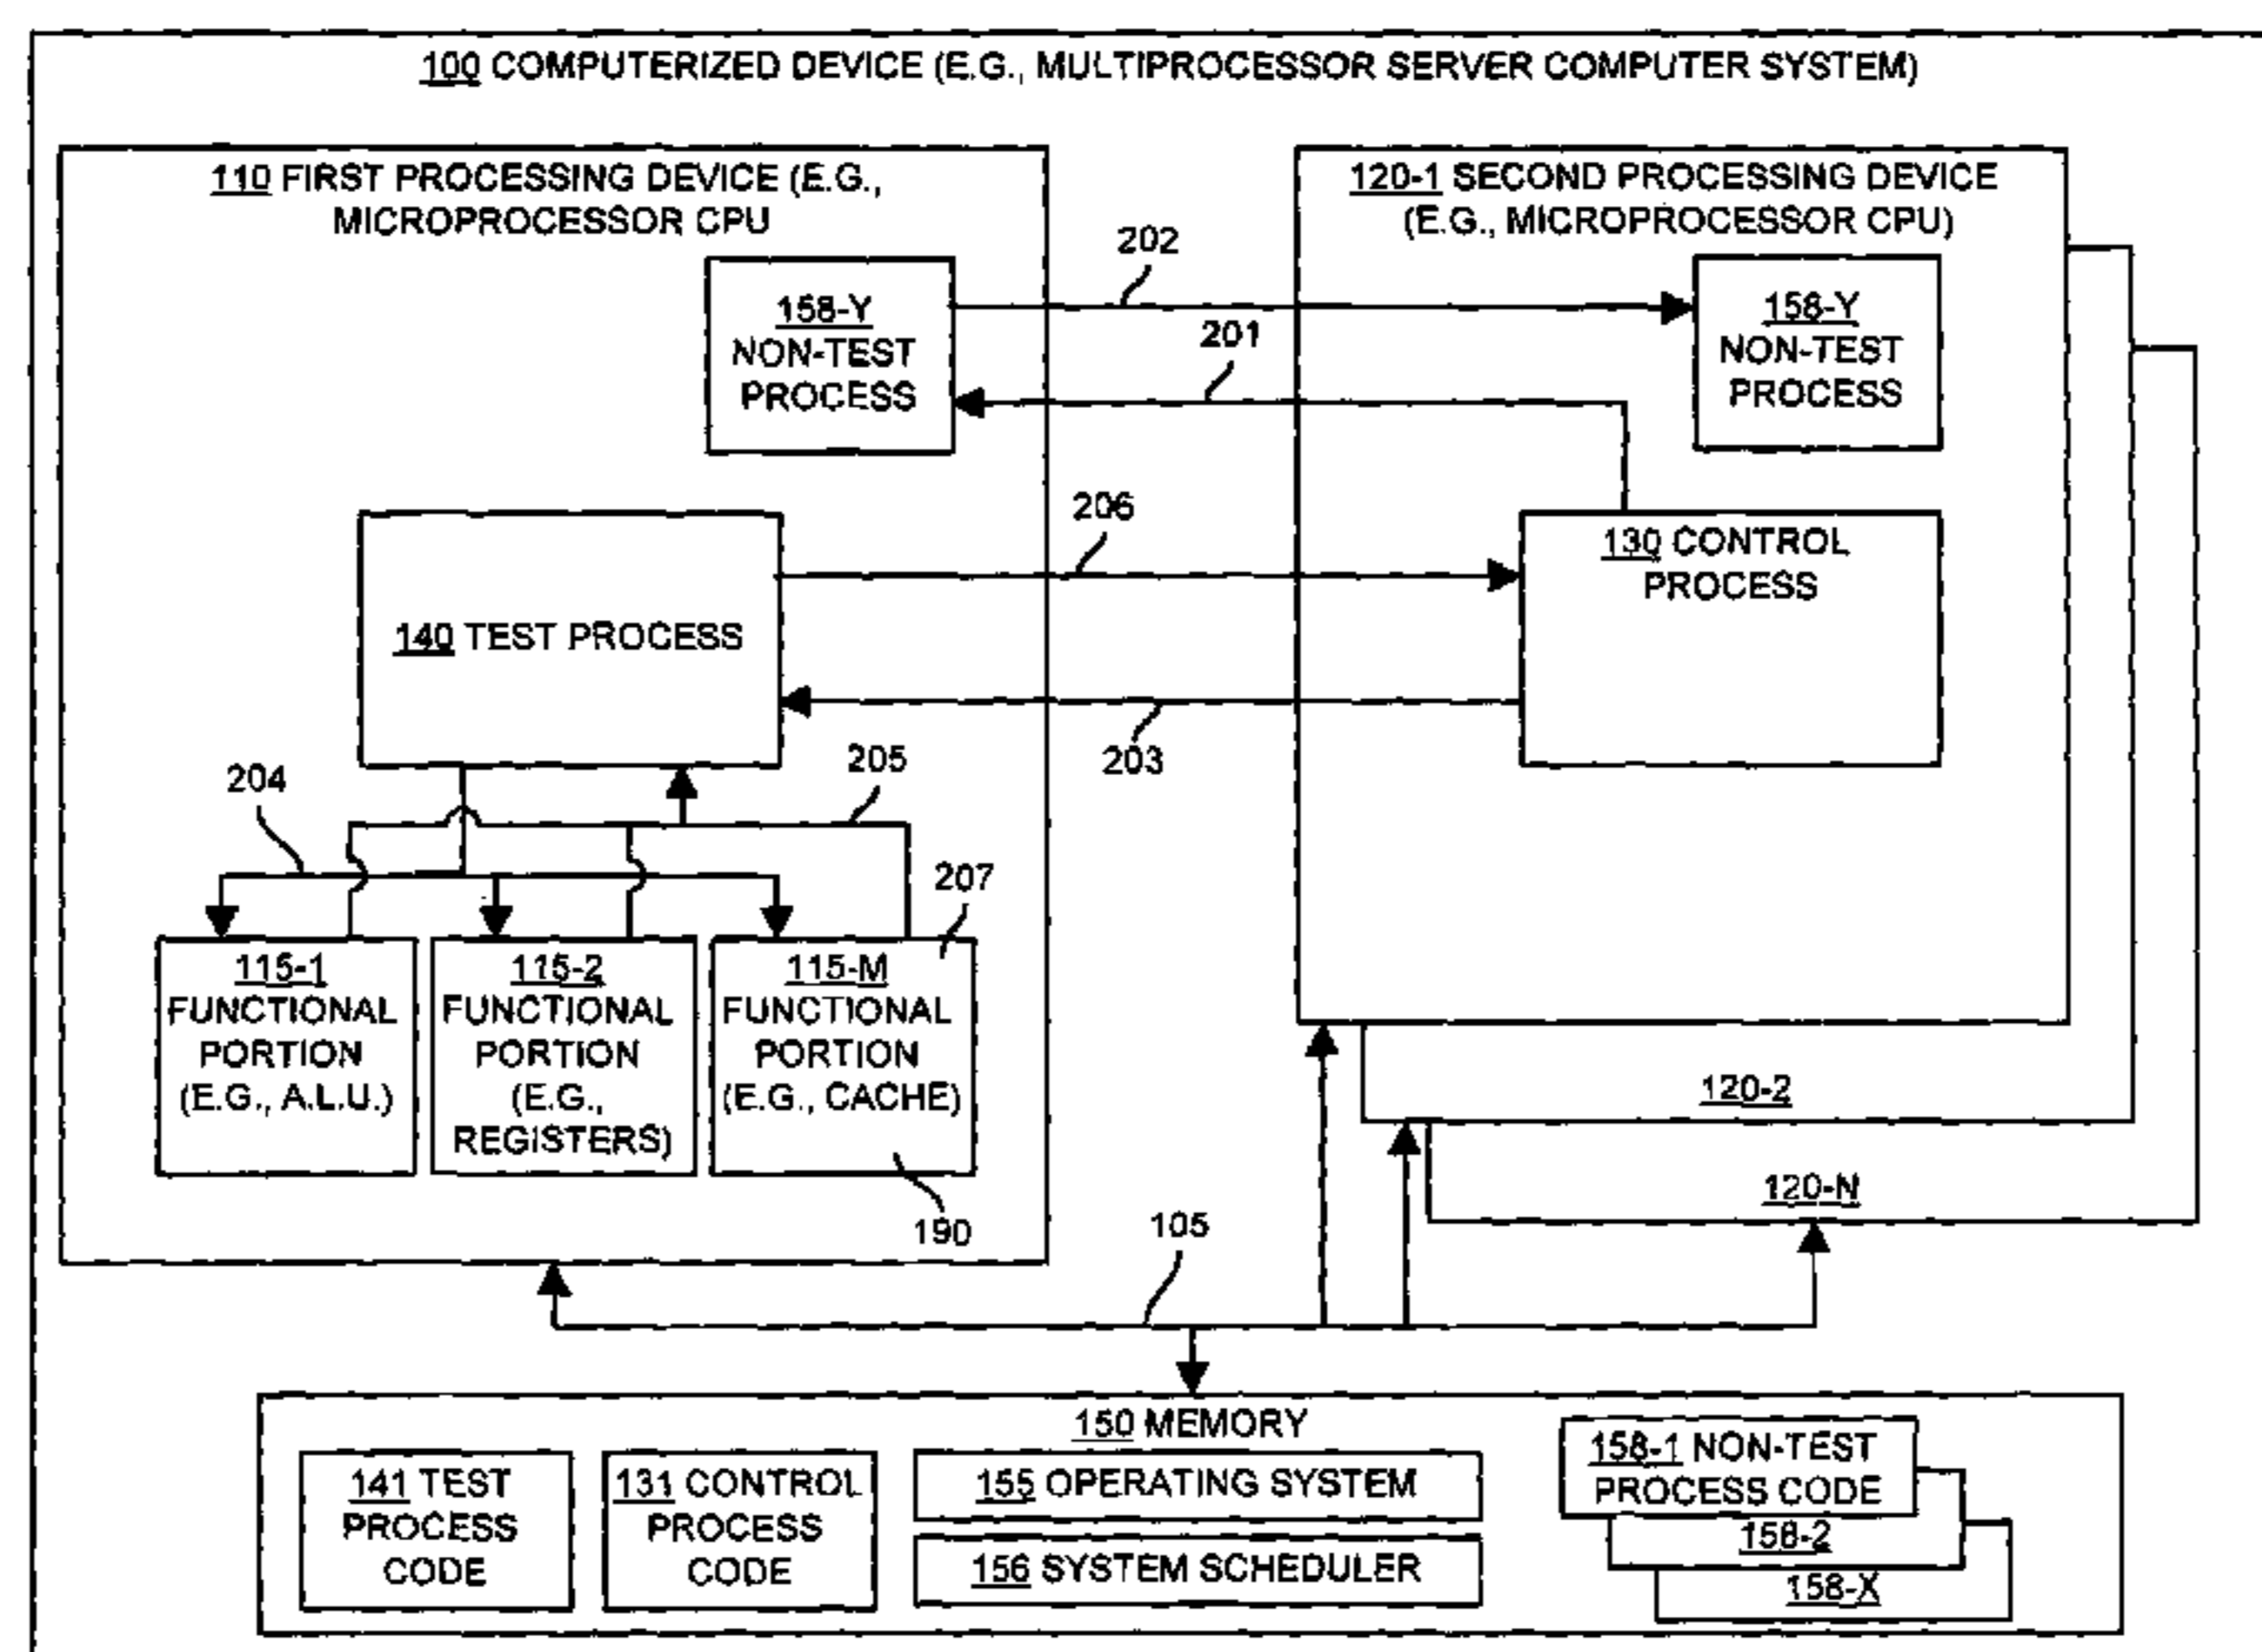 100 COMPUTERIZED DEVICE (E.G., MULTIPROCESSOR SERVER COMPUTER SYSTEM)
110 FIRST PROCESSING DEVICE (E.G.,
MICROPROCESSOR CPU
120-1 SECOND PROCESSING DEVICE
(E.G., MICROPROCESSOR CPU)
202
158-Y
NON-TEST
PROCESS
158-Y
NON-TEST
PROCESS
201
206
130 CONTROL
PROCESS
140 TEST PROCESS
203
204
205
207
115-1
FUNCTIONAL
PORTION
(E.G., A.L.U.)
115-2
FUNCTIONAL
PORTION
(E.G.,
REGISTERS)
115-M
FUNCTIONAL
PORTION
(E.G., CACHE)
190
120-2
120-N
105
150 MEMORY
141 TEST
PROCESS
CODE
131 CONTROL
PROCESS
CODE
155 OPERATING SYSTEM
156 SYSTEM SCHEDULER
158-1 NON-TEST
PROCESS CODE
158-2
158-X